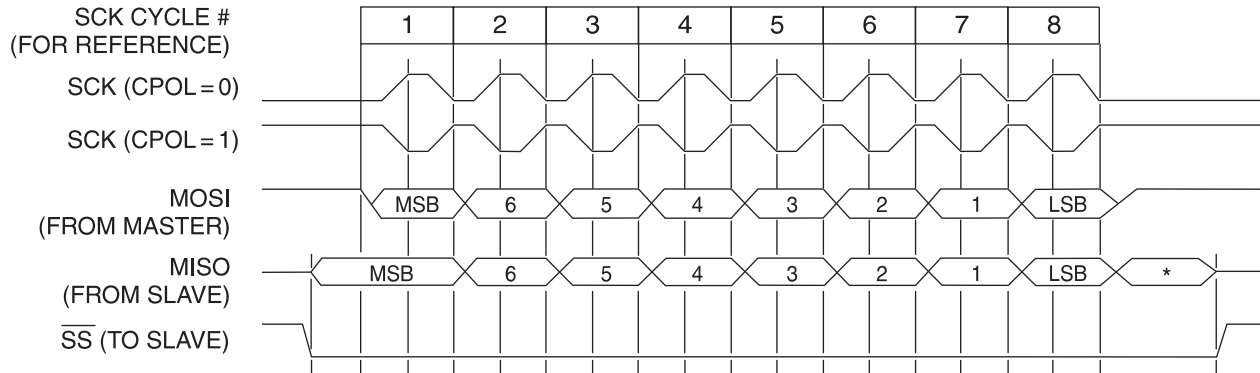 SCK CYCLE # 1 2 3 4 5 6 7 8
(FOR REFERENCE)
SCK (CPOL = 0)
SCK (CPOL = 1)
MOSI MSB 6 5 4 3 2 1 LSB
(FROM MASTER)
MISO MSB 6 5 4 3 2 1 LSB *
(FROM SLAVE)
SS (TO SLAVE)